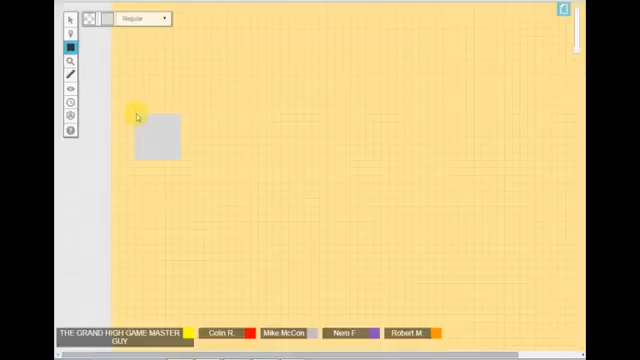 Regular
THE GRAND HIGH GAME MASTER
GUY
Colin R.
Mike McCon
Nero F
Robert M.